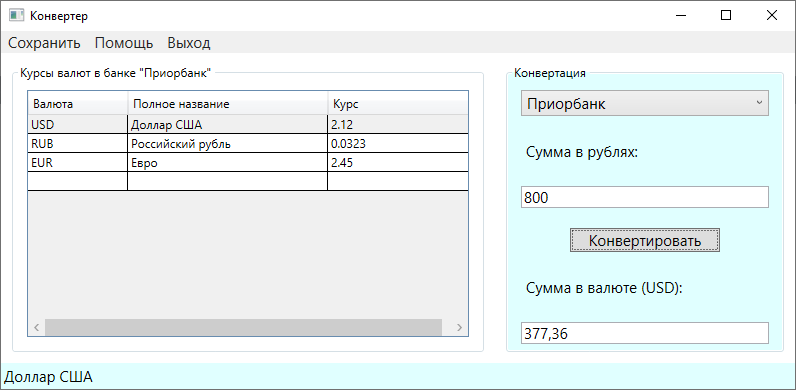 Конвертер
Сохранить Помощь Выход
Курсы валют в банке "Приорбанк"
Валюта Полное название Курс
USD Доллар США 2.12
RUB Российский рубль 0.0323
EUR Евро 2.45
Конвертация
Приорбанк
Сумма в рублях:
800
Конвертировать
Сумма в валюте (USD):
377,36
Доллар США